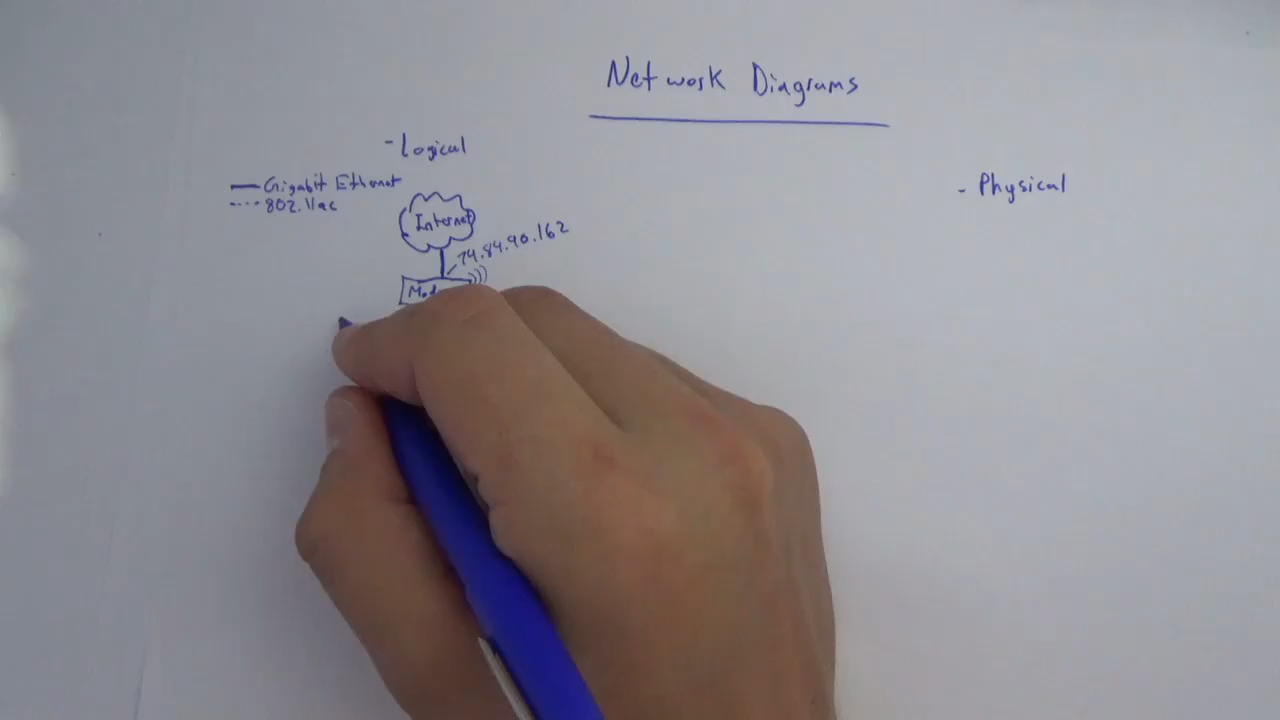 Network Diagrams
- Logical
Gigabit Ethernet
802.11ac
- Physical
Internet
74.84.90.162